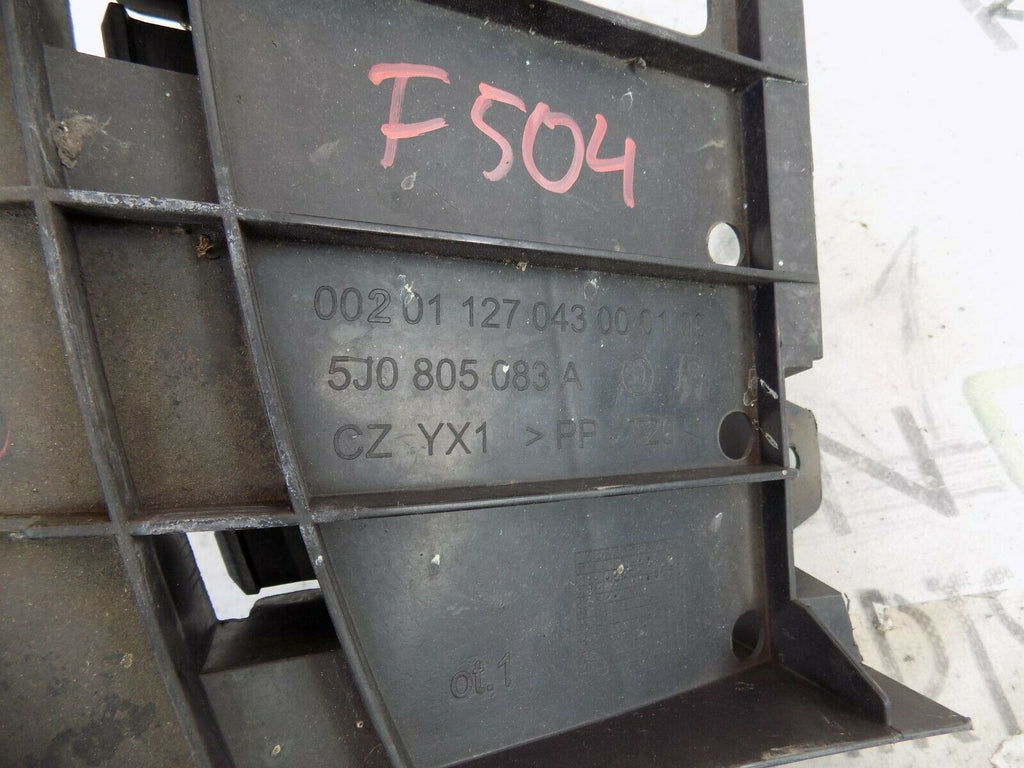 F504
002 01 127 043 00 01
5J0 805 083 A
CZ YX1 >PP
ot.1